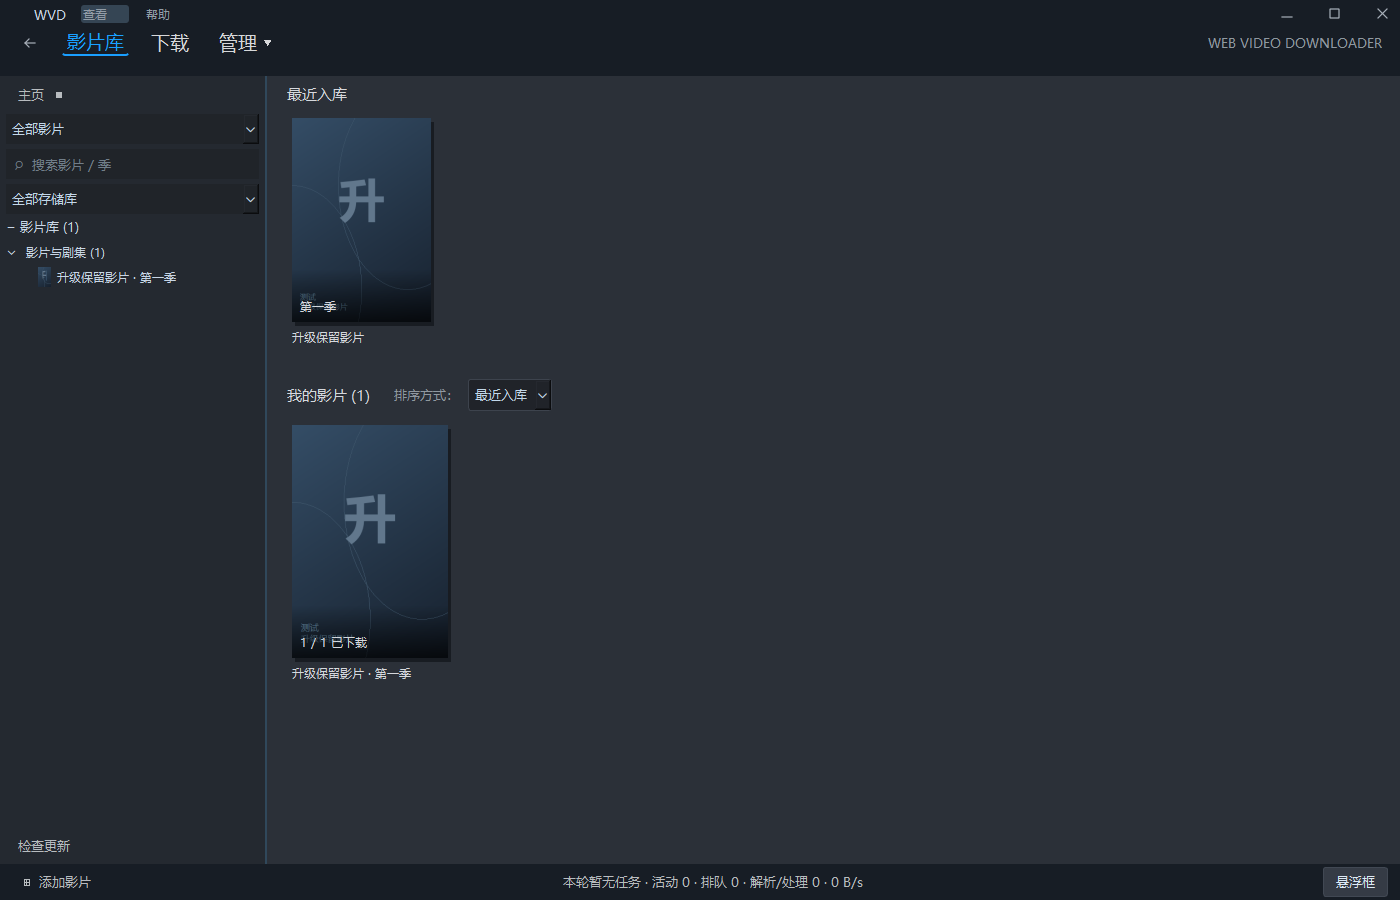 WVD 查看 帮助
影片库 下载 管理
WEB VIDEO DOWNLOADER
主页
全部影片
搜索影片 / 季
全部存储库
影片库 (1)
影片与剧集 (1)
升级保留影片 · 第一季
检查更新
最近入库
升
测试
第一季
升级保留影片
我的影片 (1) 排序方式: 最近入库
升
测试
1 / 1 已下载
升级保留影片 · 第一季
添加影片
本轮暂无任务 · 活动 0 · 排队 0 · 解析/处理 0 · 0 B/s
悬浮框